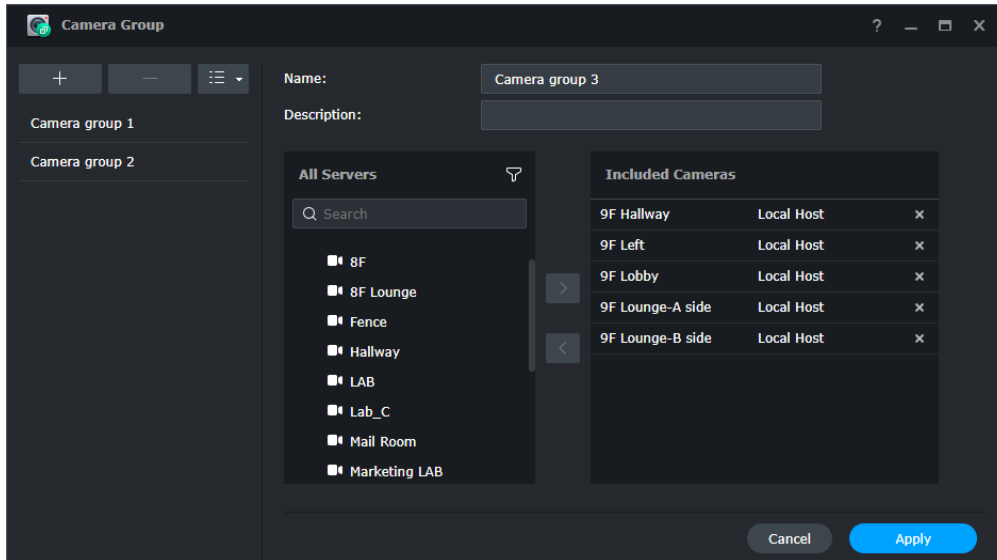 Camera Group
Name: Camera group 3
Description:
Camera group 1
Camera group 2
All Servers
Search
8F
8F Lounge
Fence
Hallway
LAB
Lab_C
Mail Room
Marketing LAB
Included Cameras
9F Hallway Local Host
9F Left Local Host
9F Lobby Local Host
9F Lounge-A side Local Host
9F Lounge-B side Local Host
Cancel
Apply